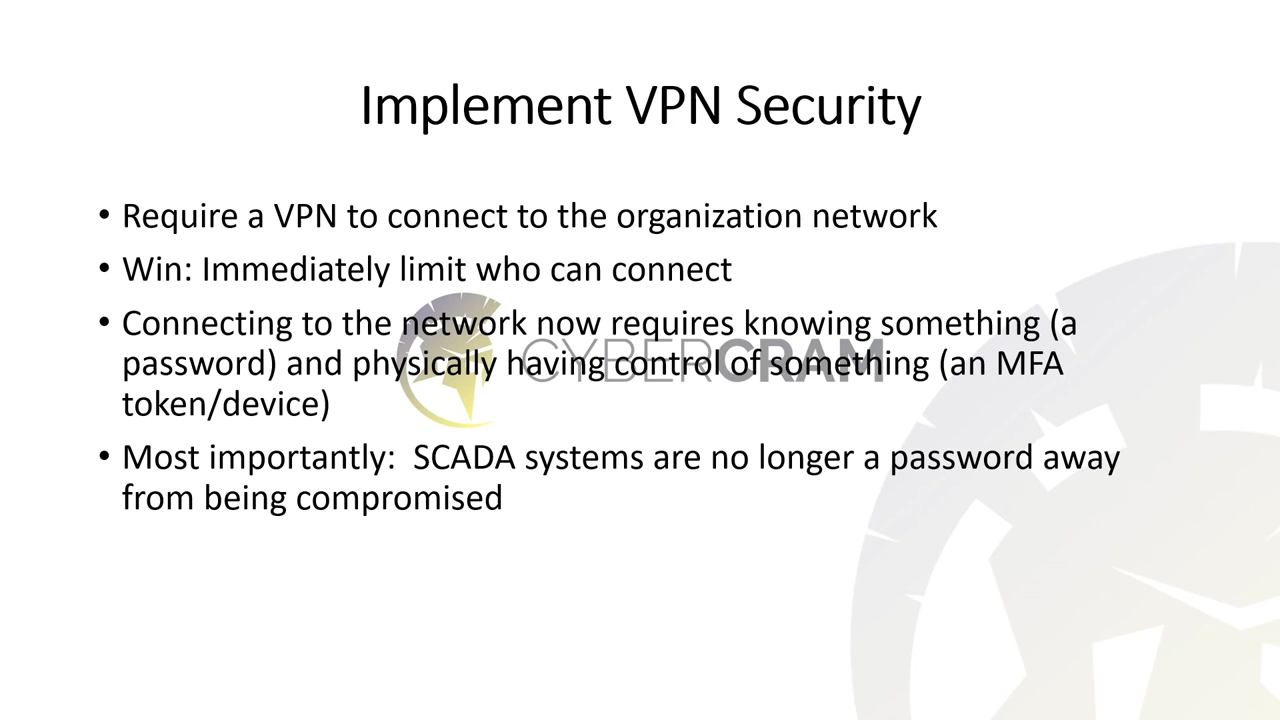 Implement VPN Security
• Require a VPN to connect to the organization network
• Win: Immediately limit who can connect
• Connecting to the network now requires knowing something (a
password) and physically having control of something (an MFA
token/device)
• Most importantly:  SCADA systems are no longer a password away
from being compromised
CYBERGRAM